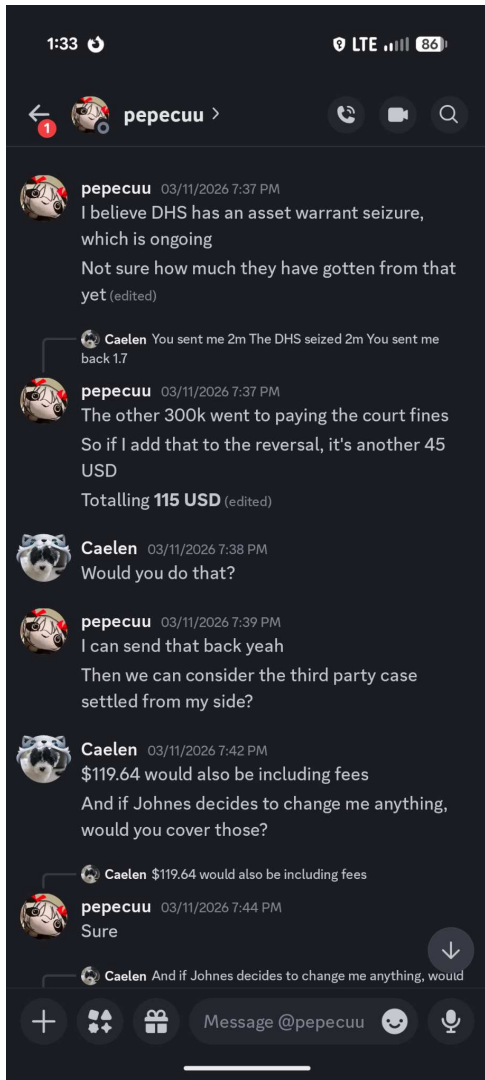 1:33 LTE 86
1
pepecuu
pepecuu 03/11/2026 7:37 PM
I believe DHS has an asset warrant seizure,
which is ongoing
Not sure how much they have gotten from that
yet (edited)
Caelen You sent me 2m The DHS seized 2m You sent me
back 1.7
pepecuu 03/11/2026 7:37 PM
The other 300k went to paying the court fines
So if I add that to the reversal, it's another 45
USD
Totalling 115 USD (edited)
Caelen 03/11/2026 7:38 PM
Would you do that?
pepecuu 03/11/2026 7:39 PM
I can send that back yeah
Then we can consider the third party case
settled from my side?
Caelen 03/11/2026 7:42 PM
$119.64 would also be including fees
And if Johnes decides to change me anything,
would you cover those?
Caelen $119.64 would also be including fees
pepecuu 03/11/2026 7:44 PM
Sure
Caelen And if Johnes decides to change me anything, would
Message @pepecuu